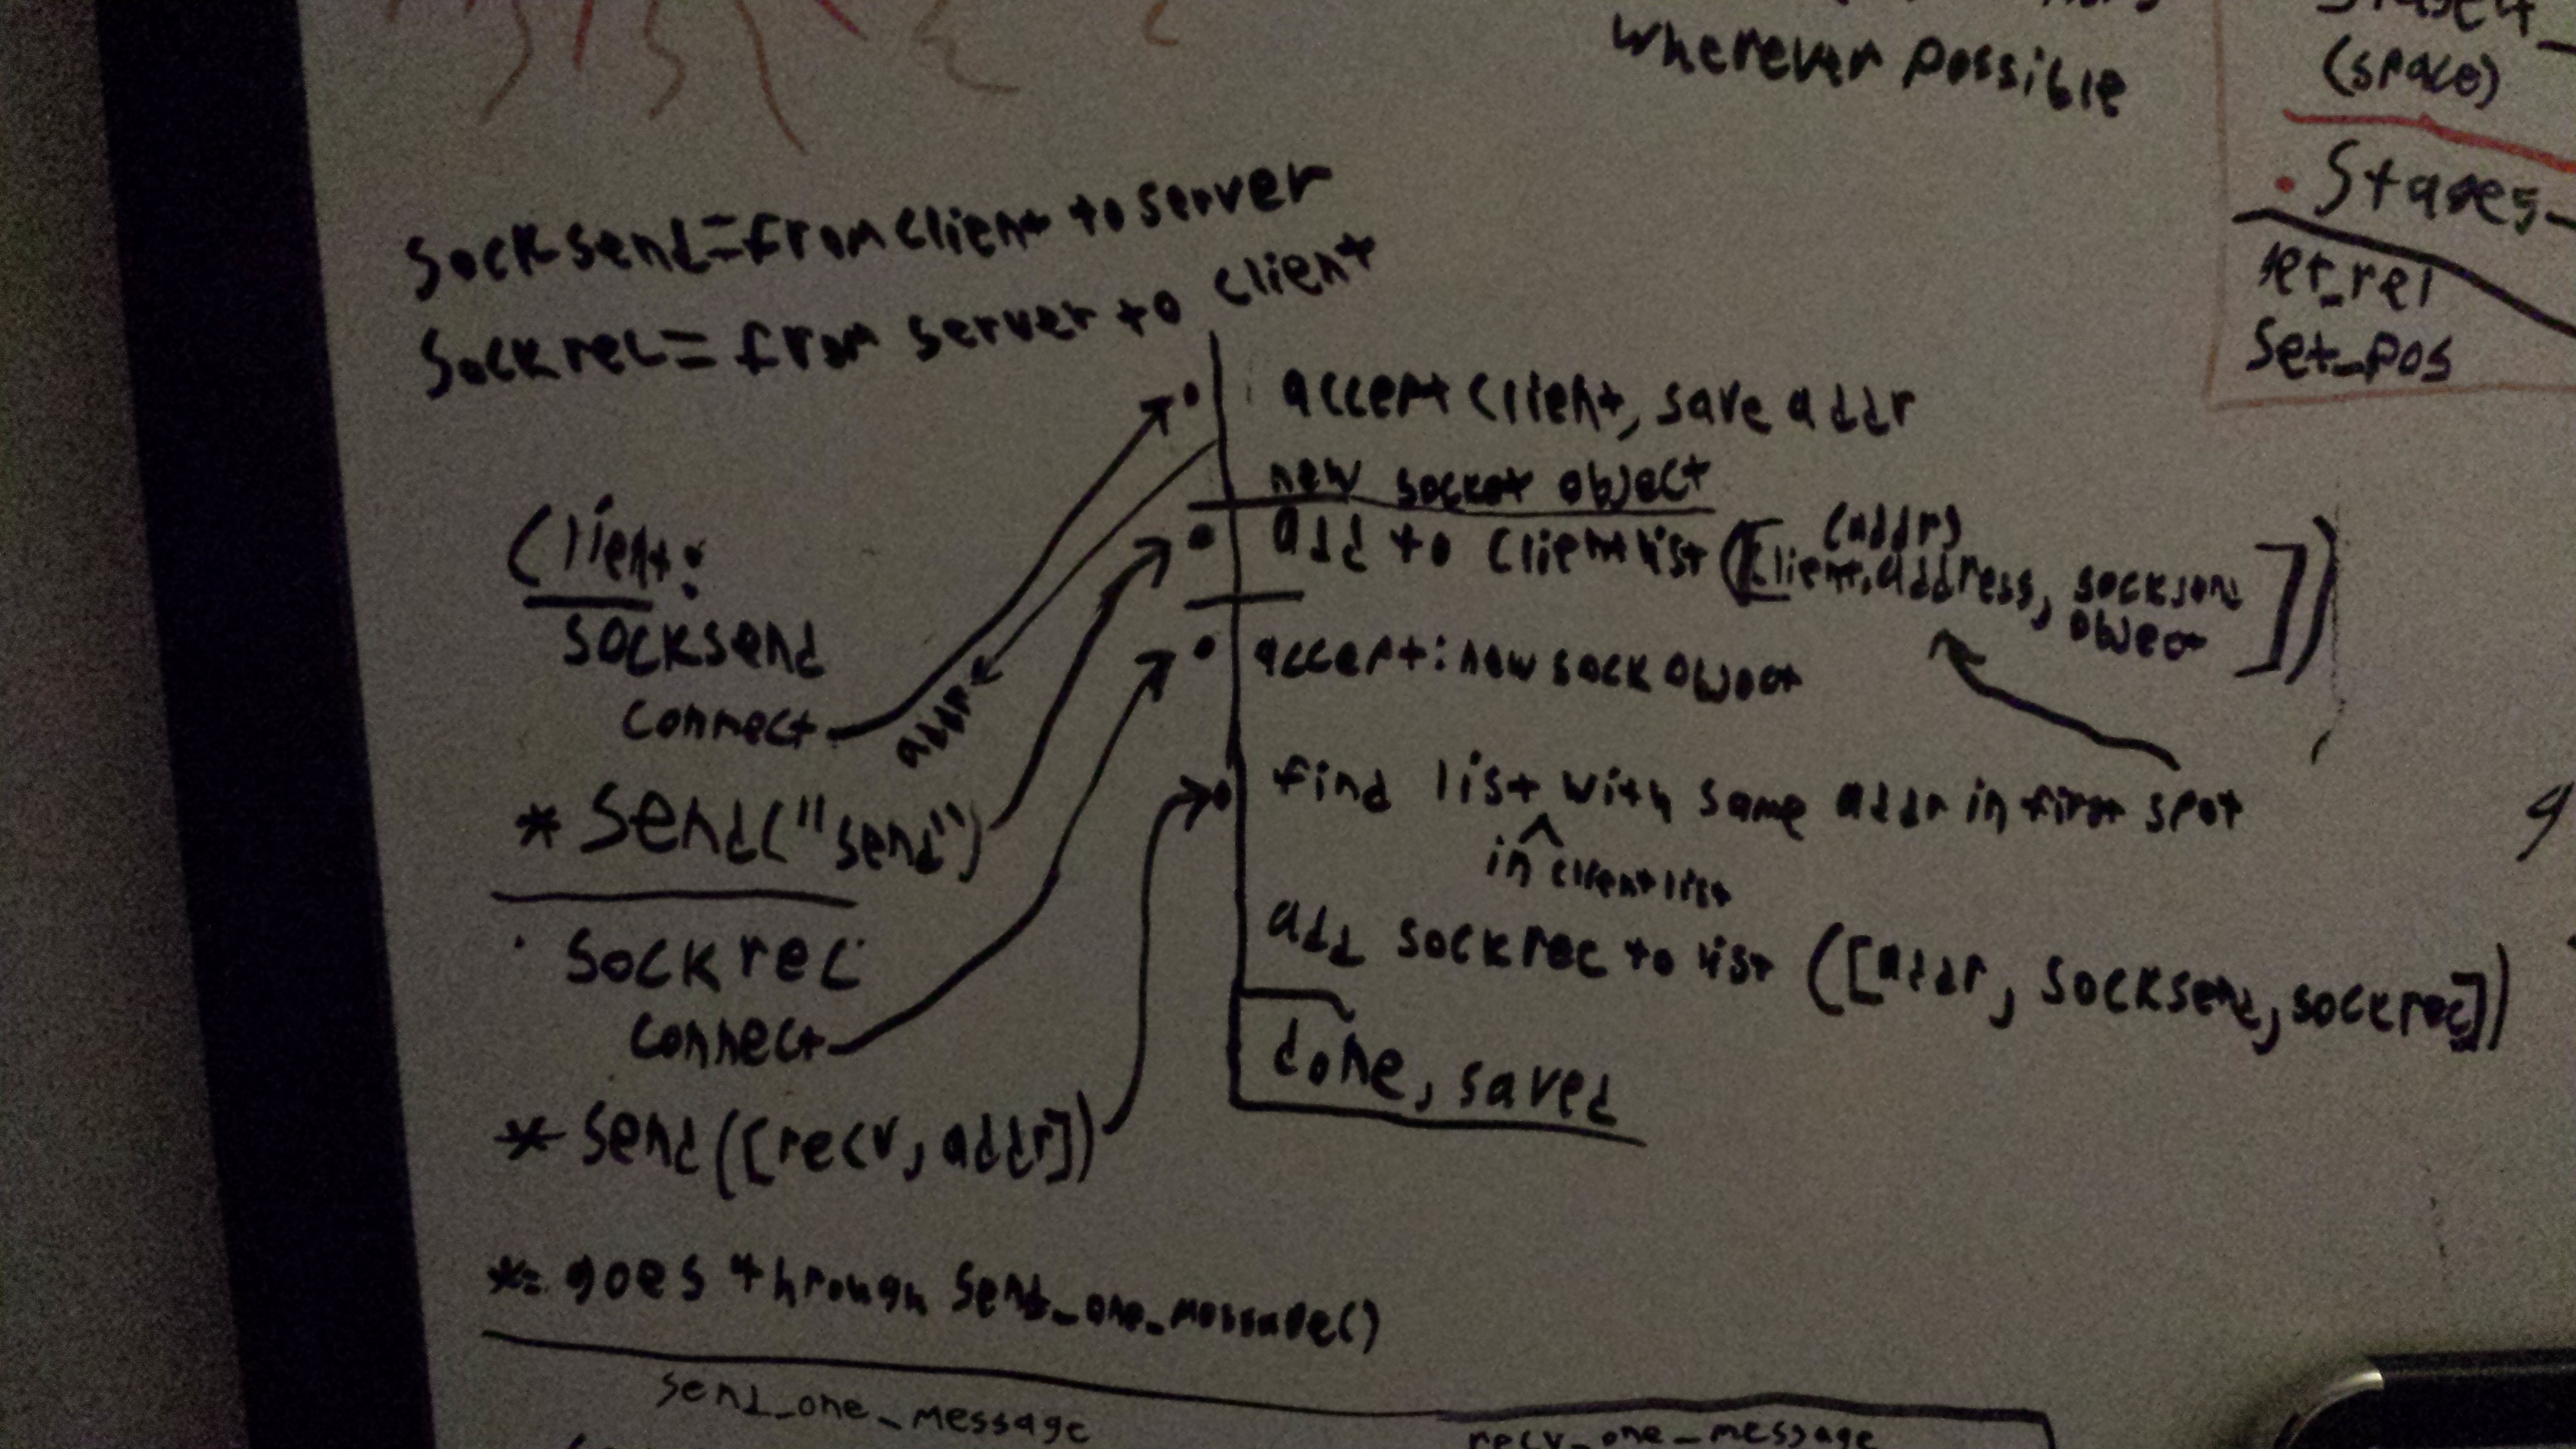 wherever possible
(space)
Stages
set_pos
socksend=from client to server
sockrec= from server to client
accept client, save addr
new socket object
(addr)
add to clientlist ([client.address, socksend
object
])
accept: new sock object
find list with same addr in first spot
in clientlist
add sockrec to list ([addr, socksend, sockrec])
done, saved
Client:
socksend
connect
addr
* send("send")
sockrec
connect
* send([recv, addr])
*= goes through send_one_message()
send_one_message
recv_one_message